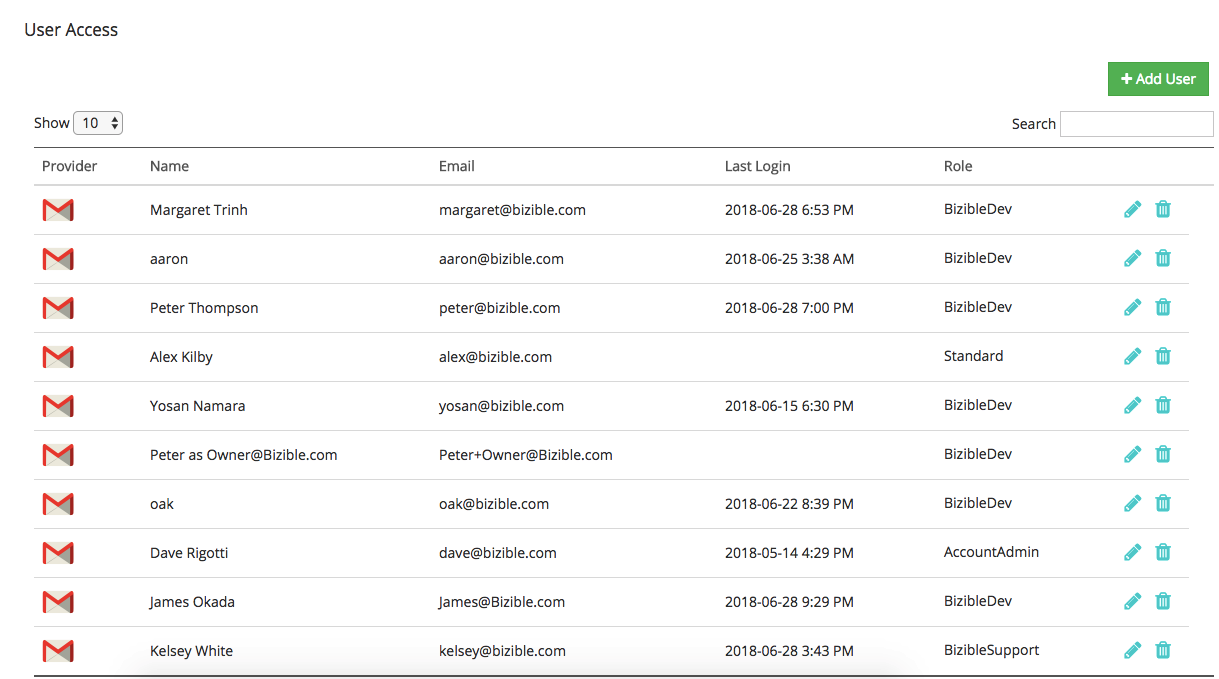 User Access
+ Add User
Show 10 Search
Provider Name Email Last Login Role
Margaret Trinh margaret@bizible.com 2018-06-28 6:53 PM BizibleDev
aaron aaron@bizible.com 2018-06-25 3:38 AM BizibleDev
Peter Thompson peter@bizible.com 2018-06-28 7:00 PM BizibleDev
Alex Kilby alex@bizible.com Standard
Yosan Namara yosan@bizible.com 2018-06-15 6:30 PM BizibleDev
Peter as Owner@Bizible.com Peter+Owner@Bizible.com BizibleDev
oak oak@bizible.com 2018-06-22 8:39 PM BizibleDev
Dave Rigotti dave@bizible.com 2018-05-14 4:29 PM AccountAdmin
James Okada James@Bizible.com 2018-06-28 9:29 PM BizibleDev
Kelsey White kelsey@bizible.com 2018-06-28 3:43 PM BizibleSupport